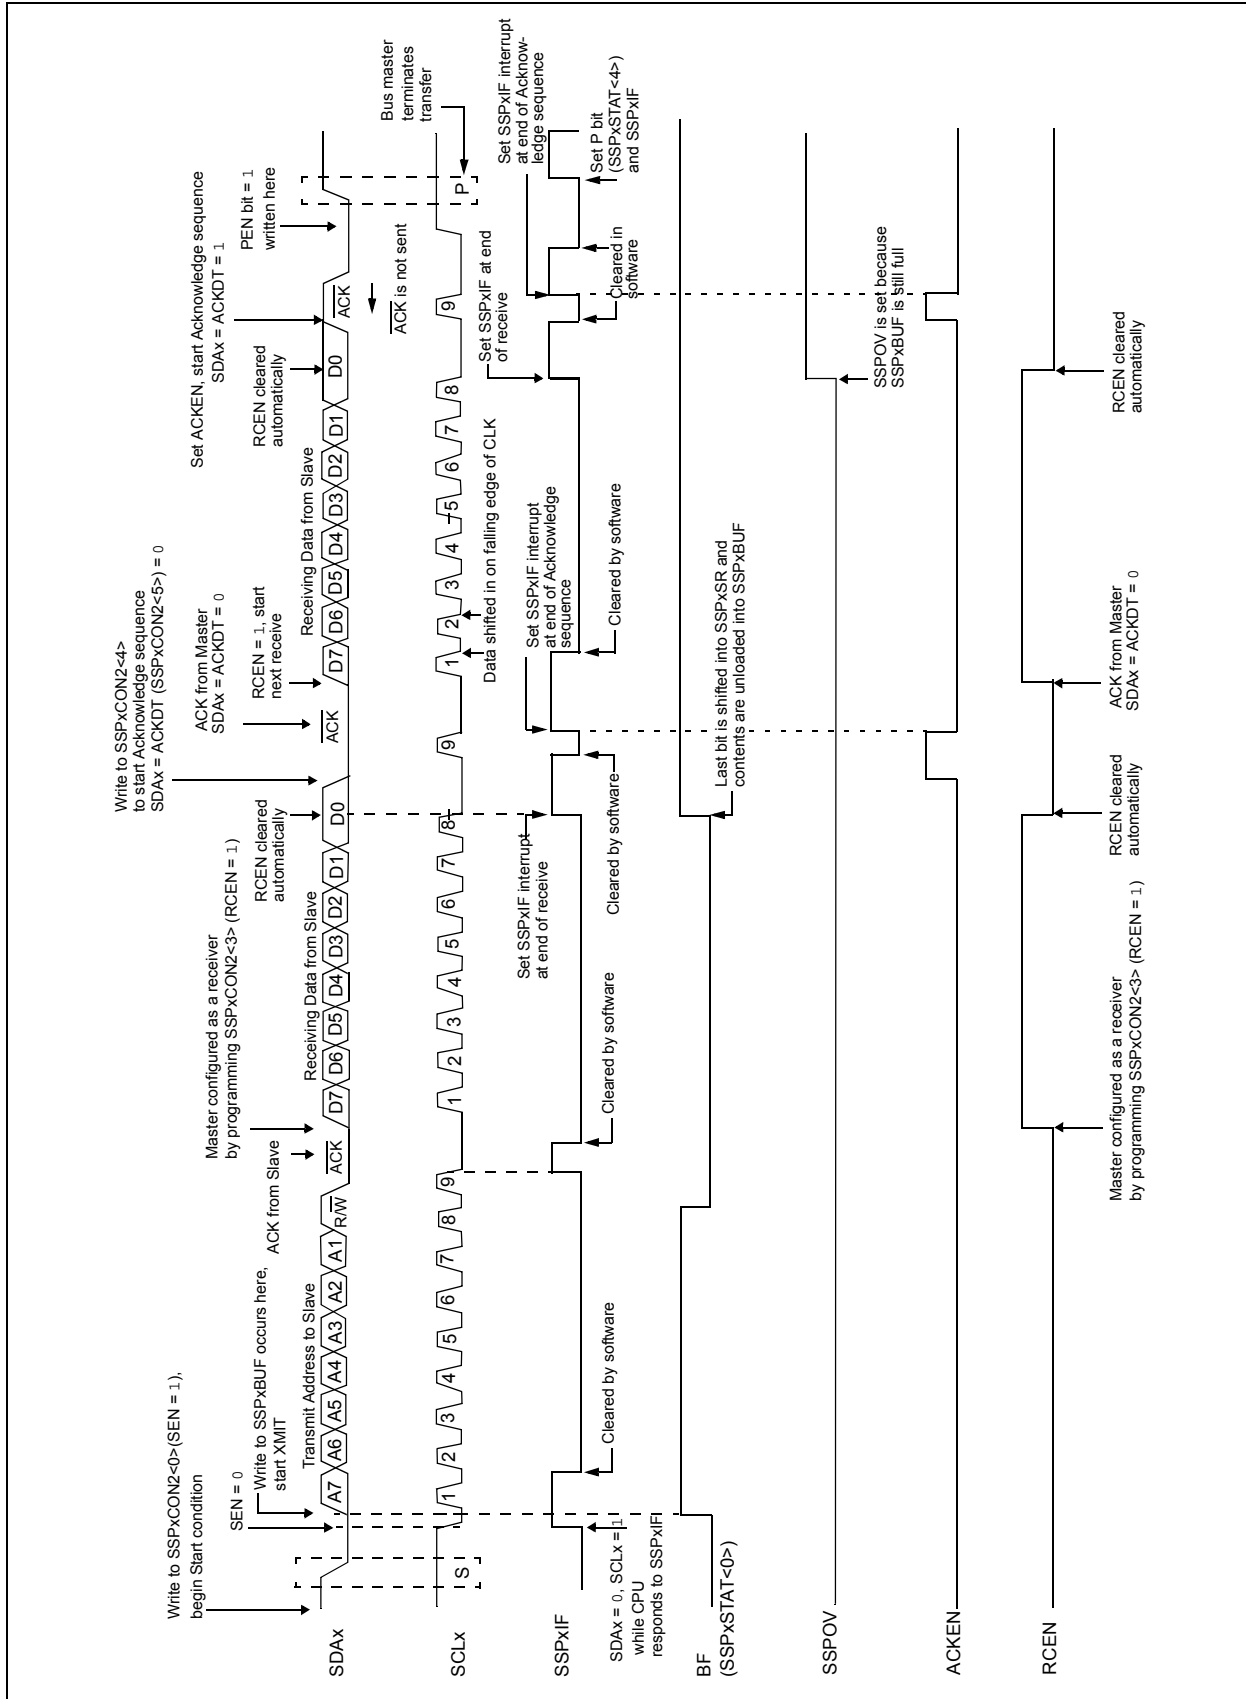 Write to SSPxCON2<0>(SEN = 1),
begin Start condition
SEN = 0
Write to SSPxBUF occurs here,
start XMIT
ACK from Slave
Master configured as a receiver
by programming SSPxCON2<3> (RCEN = 1)
RCEN cleared
automatically
Write to SSPxCON2<4>
to start Acknowledge sequence
SDAx = ACKDT (SSPxCON2<5>) = 0
ACK from Master
SDAx = ACKDT = 0
RCEN = 1, start
next receive
RCEN cleared
automatically
Set ACKEN, start Acknowledge sequence
SDAx = ACKDT = 1
PEN bit = 1
written here
Transmit Address to Slave
Receiving Data from Slave
Receiving Data from Slave
SDAx
A7 A6 A5 A4 A3 A2 A1 R/W ACK D7 D6 D5 D4 D3 D2 D1 D0 ACK D7 D6 D5 D4 D3 D2 D1 D0 ACK
ACK is not sent
Bus master
terminates
transfer
SCLx
S 1 2 3 4 5 6 7 8 9 1 2 3 4 5 6 7 8 9 1 2 3 4 5 6 7 8 9 P
Data shifted in on falling edge of CLK
Set SSPxIF interrupt
at end of receive
Set SSPxIF interrupt
at end of Acknowledge
sequence
Set SSPxIF at end
of receive
Set SSPxIF interrupt
at end of Acknow-
ledge sequence
SSPxIF
SDAx = 0, SCLx = 1
while CPU
responds to SSPxIF
Cleared by software
Cleared by software
Cleared by software
Cleared by software
Cleared in
software
Set P bit
(SSPxSTAT<4>)
and SSPxIF
BF
(SSPxSTAT<0>)
Last bit is shifted into SSPxSR and
contents are unloaded into SSPxBUF
SSPOV
SSPOV is set because
SSPxBUF is still full
ACKEN
RCEN
Master configured as a receiver
by programming SSPxCON2<3> (RCEN = 1)
RCEN cleared
automatically
ACK from Master
SDAx = ACKDT = 0
RCEN cleared
automatically